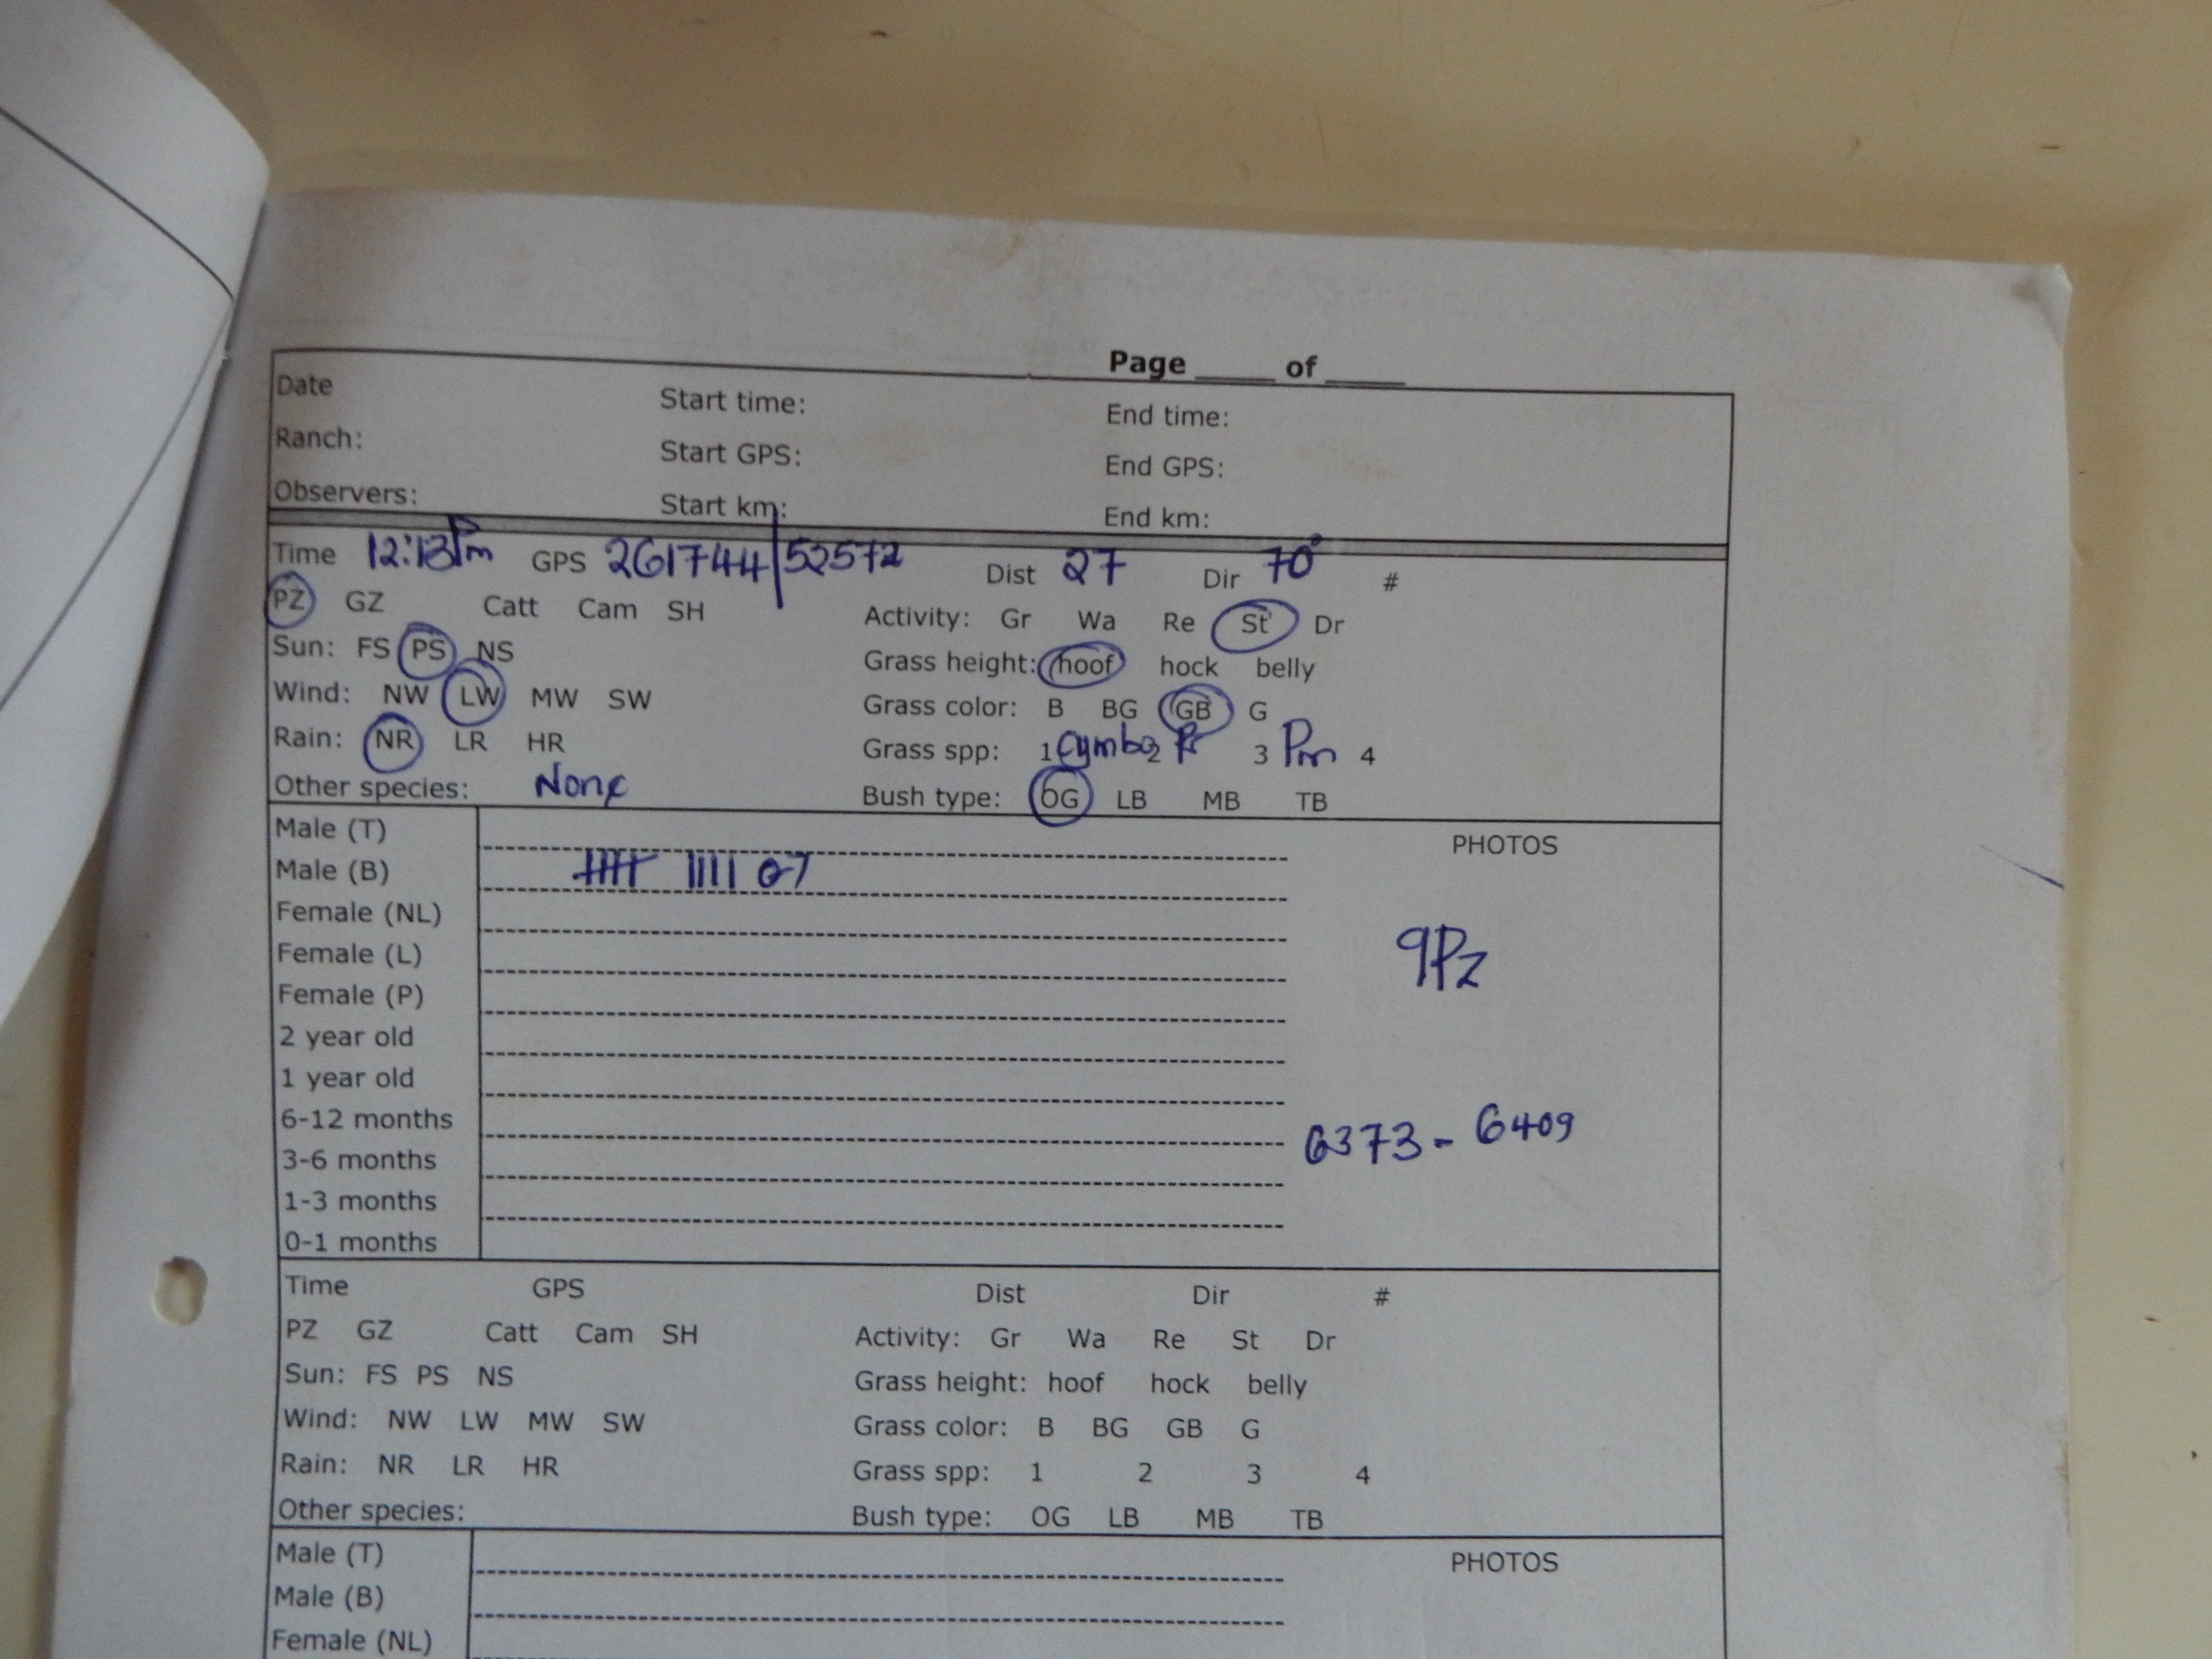 Page _____ of _____
Date Start time: End time:
Ranch: Start GPS: End GPS:
Observers: Start km: End km:
Time 12:13Pm GPS 261744|52572 Dist 27 Dir 70° #
PZ GZ Catt Cam SH Activity: Gr Wa Re St Dr
Sun: FS PS NS Grass height: hoof hock belly
Wind: NW LW MW SW Grass color: B BG GB G
Rain: NR LR HR Grass spp: 1 Cymbo 2 3 Pm 4
Other species: None Bush type: OG LB MB TB
Male (T) PHOTOS
Male (B)
Female (NL)
Female (L) 9Pz
Female (P)
2 year old
1 year old
6-12 months 6373 - 6409
3-6 months
1-3 months
0-1 months
Time GPS Dist Dir #
PZ GZ Catt Cam SH Activity: Gr Wa Re St Dr
Sun: FS PS NS Grass height: hoof hock belly
Wind: NW LW MW SW Grass color: B BG GB G
Rain: NR LR HR Grass spp: 1 2 3 4
Other species: Bush type: OG LB MB TB
Male (T) PHOTOS
Male (B)
Female (NL)